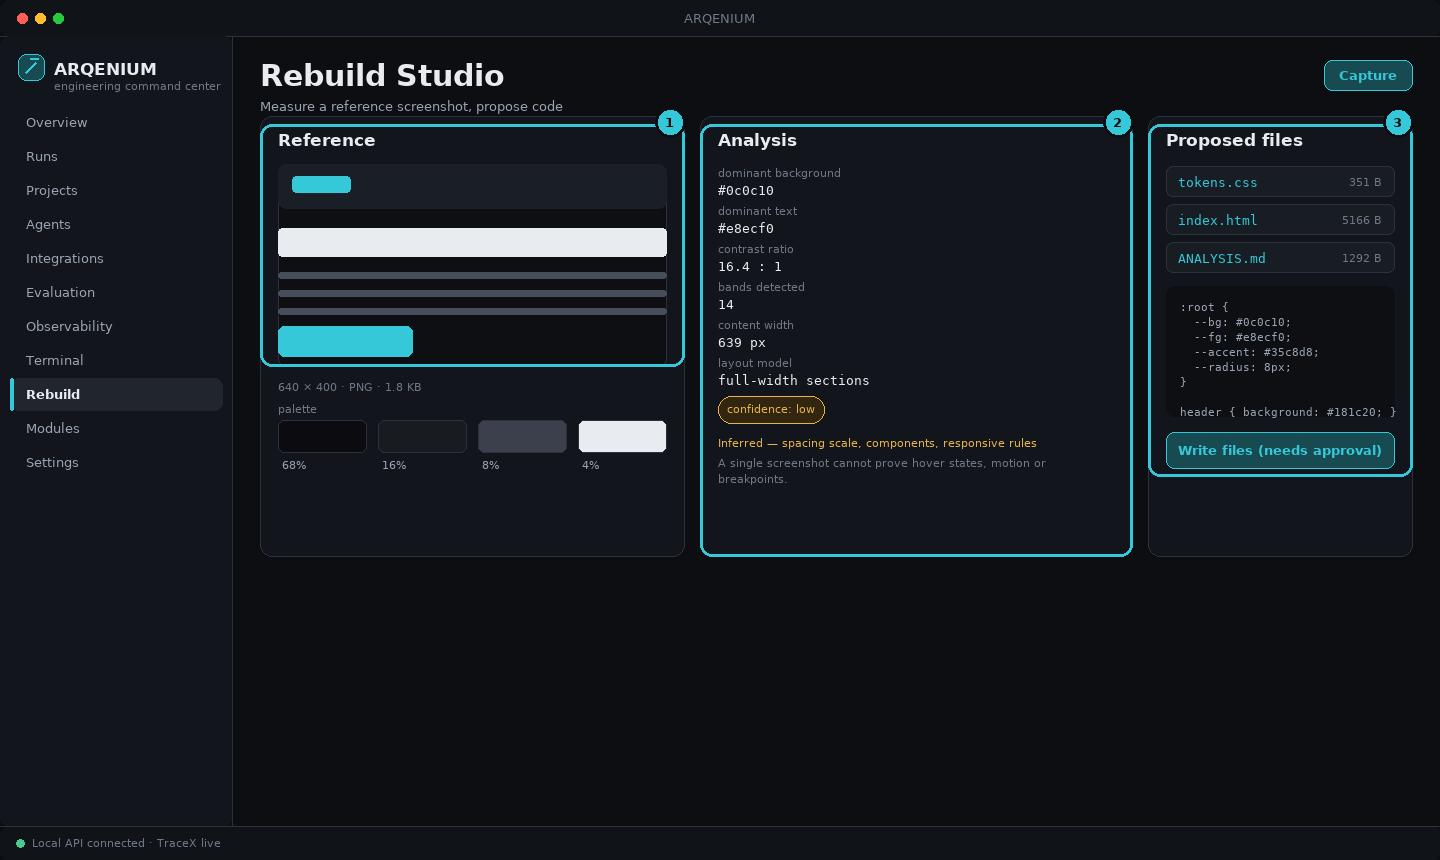 ARQENIUM
ARQENIUM
engineering command center
Overview
Runs
Projects
Agents
Integrations
Evaluation
Observability
Terminal
Rebuild
Modules
Settings
Rebuild Studio
Measure a reference screenshot, propose code
Capture
1
Reference
640 × 400 · PNG · 1.8 KB
palette
68%
16%
8%
4%
2
Analysis
dominant background
#0c0c10
dominant text
#e8ecf0
contrast ratio
16.4 : 1
bands detected
14
content width
639 px
layout model
full-width sections
confidence: low
Inferred — spacing scale, components, responsive rules
A single screenshot cannot prove hover states, motion or
breakpoints.
3
Proposed files
tokens.css 351 B
index.html 5166 B
ANALYSIS.md 1292 B
:root {
--bg: #0c0c10;
--fg: #e8ecf0;
--accent: #35c8d8;
--radius: 8px;
}
header { background: #181c20; }
Write files (needs approval)
Local API connected · TraceX live